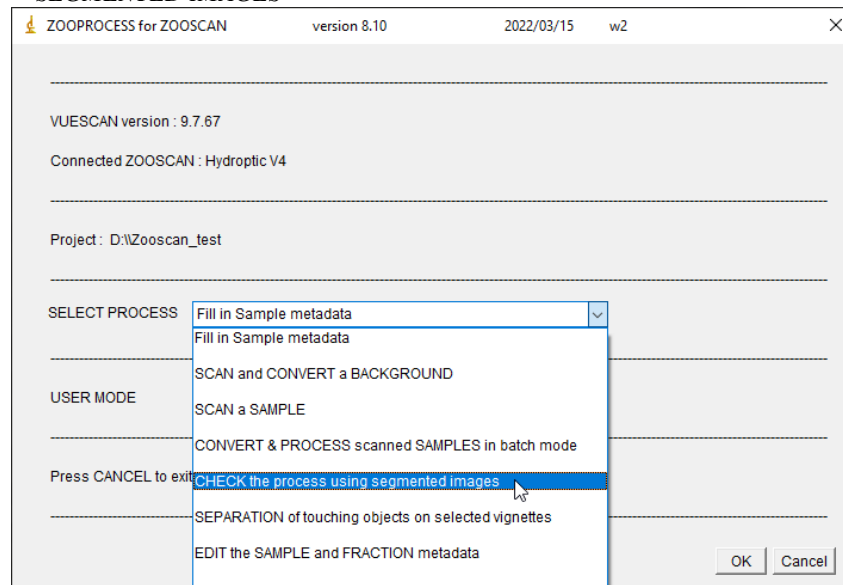 SEGMENTED IMAGES
ZOOPROCESS for ZOOSCAN version 8.10 2022/03/15 w2
VUESCAN version : 9.7.67
Connected ZOOSCAN : Hydroptic V4
Project : D:\\Zooscan_test
SELECT PROCESS Fill in Sample metadata
Fill in Sample metadata
SCAN and CONVERT a BACKGROUND
USER MODE
SCAN a SAMPLE
CONVERT & PROCESS scanned SAMPLES in batch mode
Press CANCEL to exit
CHECK the process using segmented images
SEPARATION of touching objects on selected vignettes
EDIT the SAMPLE and FRACTION metadata
OK Cancel